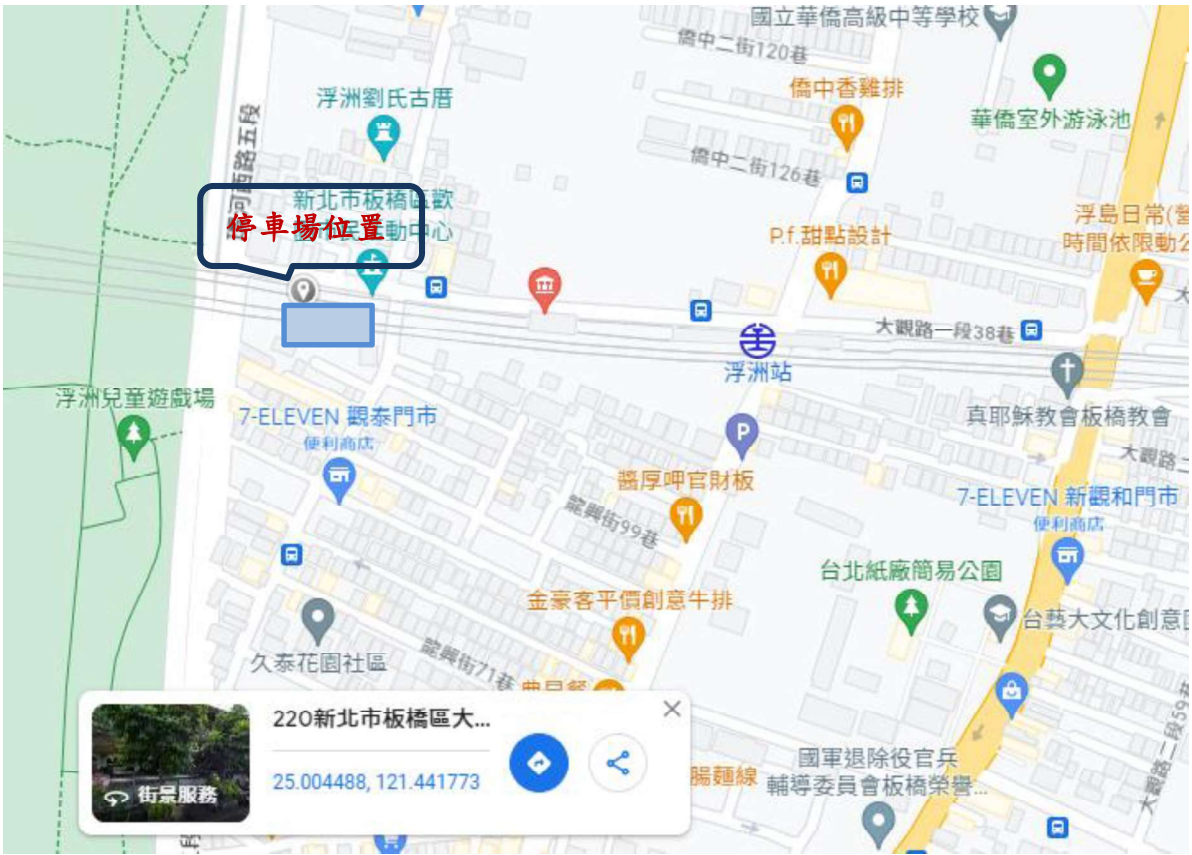 國立華僑高級中等學校
僑中二街120巷
浮洲劉氏古厝
僑中香雞排
華僑室外游泳池
河西路五段
僑中二街126巷
新北市板橋區歡
停車場位置
動中心
P.f.甜點設計
浮島日常(營
時間依限動公
大觀路一段38巷
浮洲站
浮洲兒童遊戲場
7-ELEVEN 觀泰門市
便利商店
真耶穌教會板橋教會
P
大觀路二
醬厚呷官財板
7-ELEVEN 新觀和門市
便利商店
龍興街99巷
台北紙廠簡易公園
金豪客平價創意牛排
台藝大文化創意
久泰花園社區
龍興街71巷
220新北市板橋區大...
25.004488, 121.441773
街景服務
腸麵線
國軍退除役官兵
輔導委員會板橋榮譽...
大觀路二段59巷